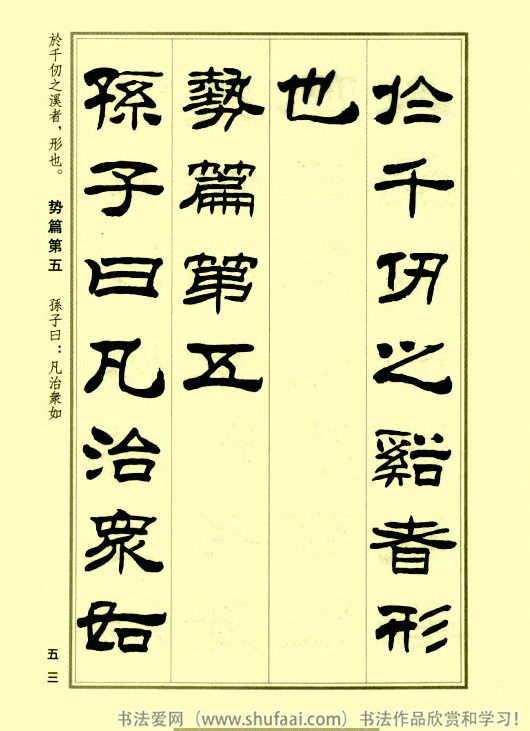 於千仞之谿者形
也
勢篇第五
孫子曰凡治衆如
於千仞之溪者，形也。 势篇第五 孫子曰：凡治衆如
五三
书法爱网（www.shufaai.com）书法作品欣赏和学习！